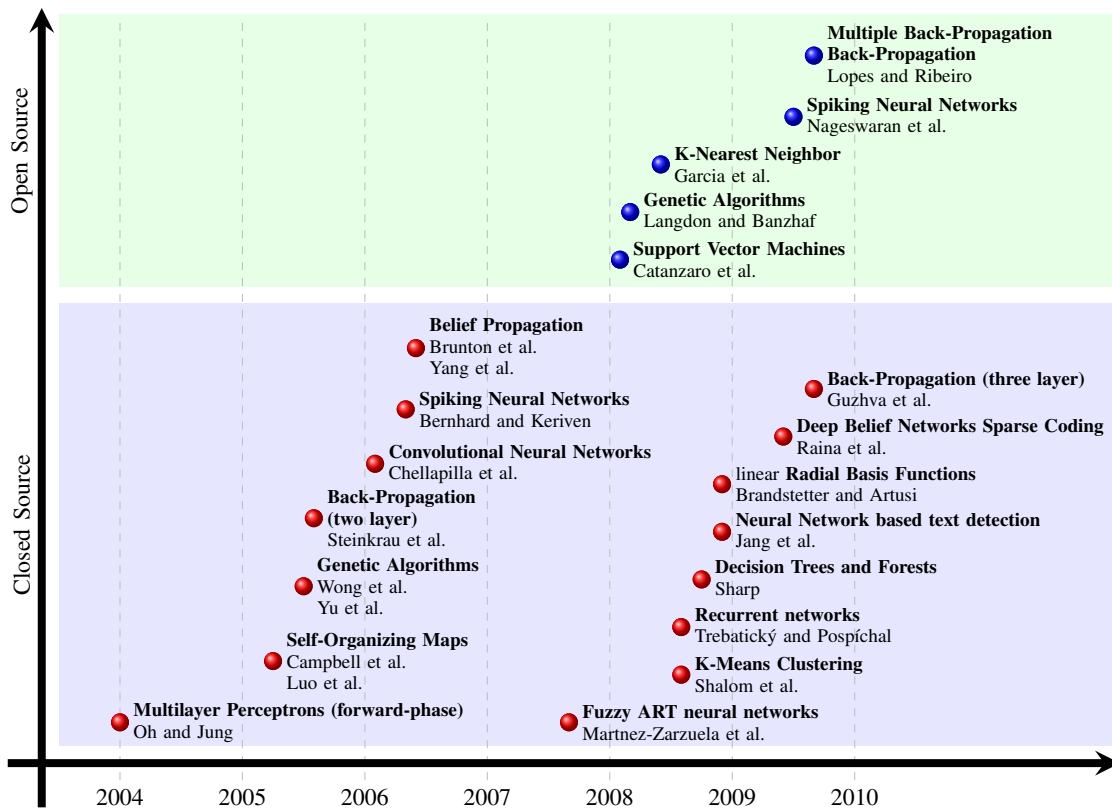 Multiple Back-Propagation
Back-Propagation
Lopes and Ribeiro
Spiking Neural Networks
Nageswaran et al.
K-Nearest Neighbor
Garcia et al.
Genetic Algorithms
Langdon and Banzhaf
Support Vector Machines
Catanzaro et al.
Open Source
Belief Propagation
Brunton et al.
Yang et al.
Spiking Neural Networks
Bernhard and Keriven
Convolutional Neural Networks
Chellapilla et al.
Back-Propagation
(two layer)
Steinkrau et al.
Genetic Algorithms
Wong et al.
Yu et al.
Self-Organizing Maps
Campbell et al.
Luo et al.
Multilayer Perceptrons (forward-phase)
Oh and Jung
Back-Propagation (three layer)
Guzhva et al.
Deep Belief Networks Sparse Coding
Raina et al.
linear Radial Basis Functions
Brandstetter and Artusi
Neural Network based text detection
Jang et al.
Decision Trees and Forests
Sharp
Recurrent networks
Trebatický and Pospíchal
K-Means Clustering
Shalom et al.
Fuzzy ART neural networks
Martnez-Zarzuela et al.
Closed Source
2004 2005 2006 2007 2008 2009 2010